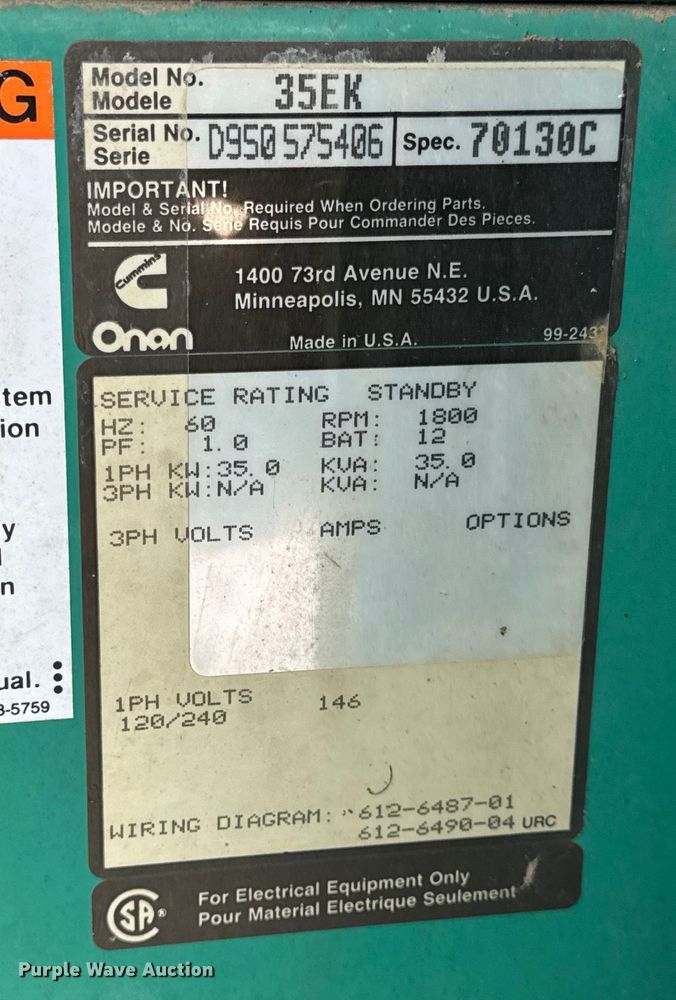 G
Model No. 35EK
Modele
Serial No. D950575406 Spec. 70130C
Serie
IMPORTANT!
Model & Serial No. Required When Ordering Parts.
Modele & No. Serie Requis Pour Commander Des Pieces.
Cummins
Onan
1400 73rd Avenue N.E.
Minneapolis, MN 55432 U.S.A.
Made in U.S.A. 99-243
SERVICE RATING STANDBY
HZ: 60 RPM: 1800
PF: 1.0 BAT: 12
1PH KW:35.0 KVA: 35.0
3PH KW:N/A KVA: N/A
3PH VOLTS AMPS OPTIONS
1PH VOLTS 146
120/240
WIRING DIAGRAM: 612-6487-01
612-6490-04 URC
SA
For Electrical Equipment Only
Pour Material Electrique Seulement
tem
ion
y
n
ual.
3-5759
Purple Wave Auction